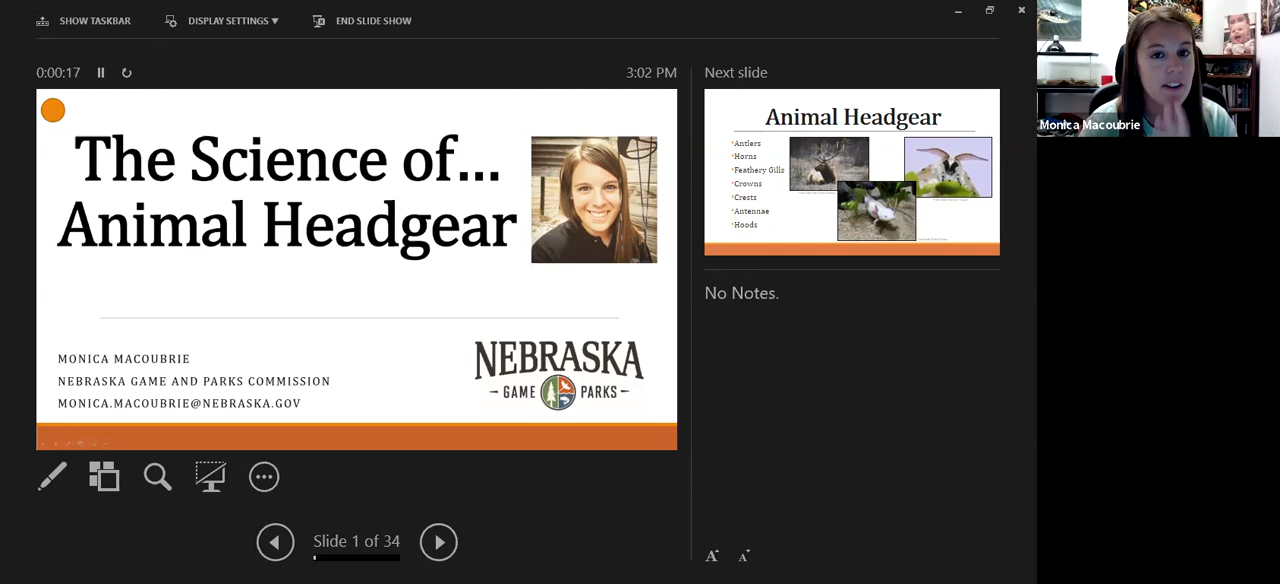 SHOW TASKBAR
DISPLAY SETTINGS ▼
END SLIDE SHOW
0:00:17
3:02 PM
The Science of...
Animal Headgear
MONICA MACOUBRIE
NEBRASKA GAME AND PARKS COMMISSION
MONICA.MACOUBRIE@NEBRASKA.GOV
NEBRASKA
- GAME PARKS -
Slide 1 of 34
Next slide
Animal Headgear
Antlers
Horns
Feathery Gills
Crowns
Crests
Antennae
Hoods
No Notes.
A A
Monica Macoubrie